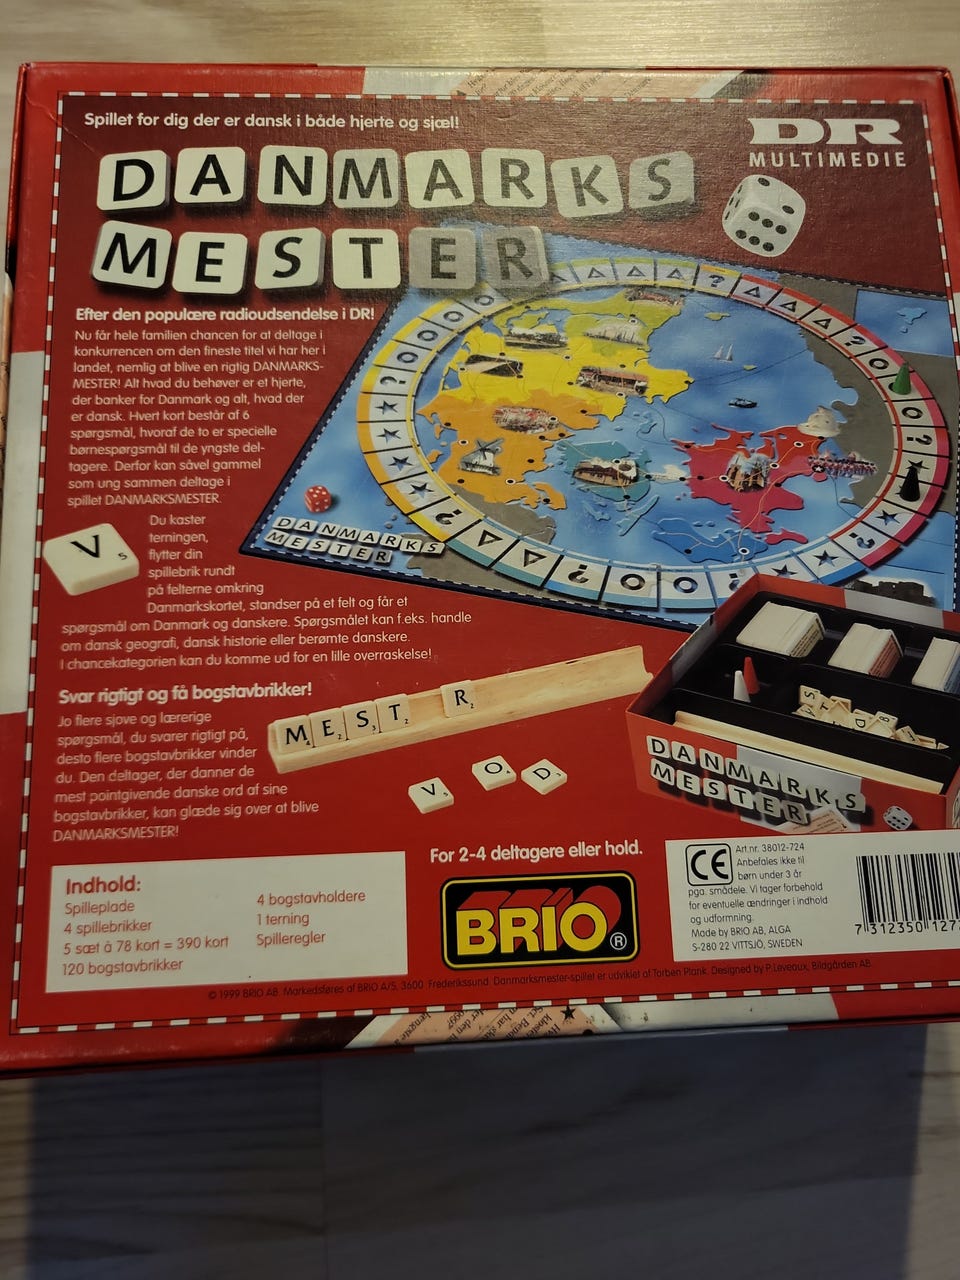 Spillet for dig der er dansk i både hjerte og sjæl!
DR
MULTIMEDIE
DANMARKS
MESTER
Efter den populære radioudsendelse i DR!
Nu får hele familien chancen for at deltage i
konkurrencen om den fineste titel vi har her i
landet, nemlig at blive en rigtig DANMARKS-
MESTER! Alt hvad du behøver er et hjerte,
der banker for Danmark og alt, hvad der
er dansk. Hvert kort består af 6
spørgsmål, hvoraf de to er specielle
børnespørgsmål til de yngste del-
tagere. Derfor kan såvel gammel
som ung sammen deltage i
spillet DANMARKSMESTER.
DANMARKS
MESTER
V5
Du kaster
terningen,
flytter din
spillebrik rundt
på felterne omkring
Danmarkskortet, standser på et felt og får et
spørgsmål om Danmark og danskere. Spørgsmålet kan f.eks. handle
om dansk geografi, dansk historie eller berømte danskere.
I chancekategorien kan du komme ud for en lille overraskelse!
Svar rigtigt og få bogstavbrikker!
Jo flere sjove og lærerige
spørgsmål, du svarer rigtigt på,
desto flere bogstavbrikker vinder
du. Den deltager, der danner de
mest pointgivende danske ord af sine
bogstavbrikker, kan glæde sig over at blive
DANMARKSMESTER!
MEST R
V O D
DANMARKS
MESTER
For 2-4 deltagere eller hold.
BRIO®
Indhold:
Spilleplade
4 spillebrikker
5 sæt à 78 kort = 390 kort
120 bogstavbrikker
4 bogstavholdere
1 terning
Spilleregler
CE
Art.nr. 38012-724
Anbefales ikke til
børn under 3 år
pga. smådele. Vi tager forbehold
for eventuelle ændringer i indhold
og udformning.
Made by BRIO AB, ALGA
S-280 22 VITTSJÖ, SWEDEN
7 312350 127
© 1999 BRIO AB. Markedsføres af BRIO A/S, 3600 Frederikssund. Danmarksmester-spillet er udviklet af Torben Plank. Designed by P.Leveaux, Bildgården AB.